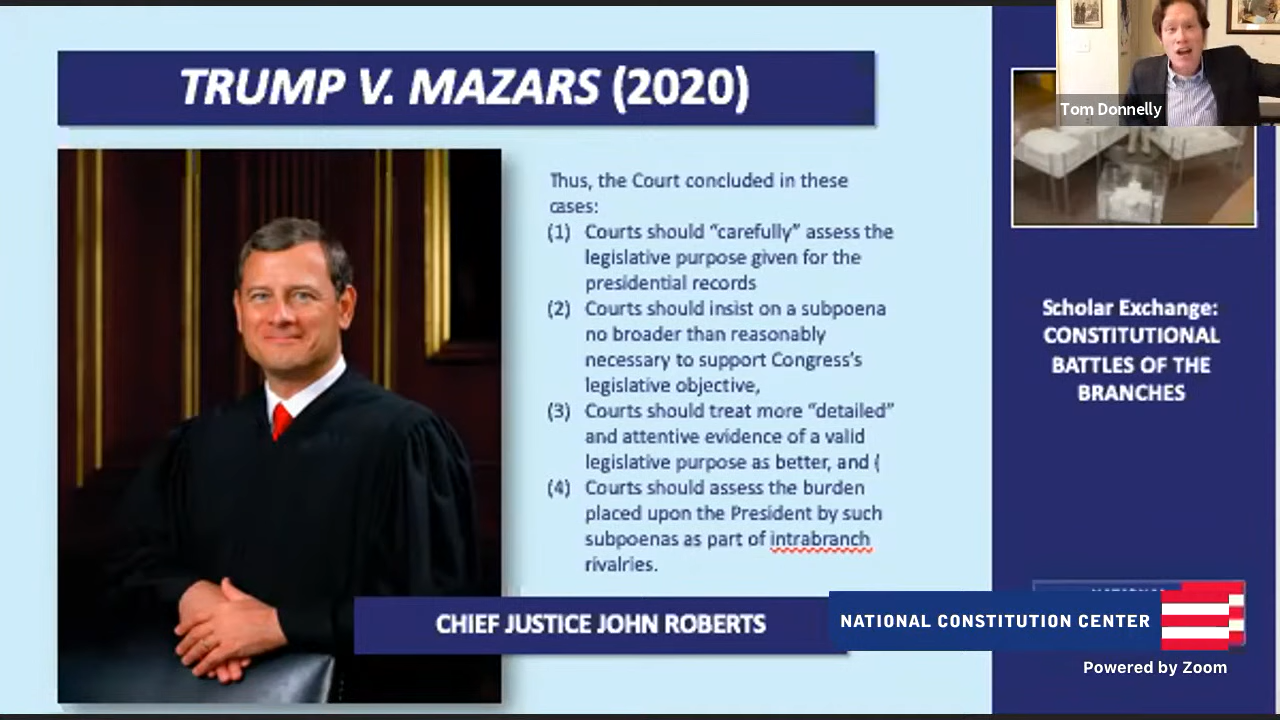 TRUMP V. MAZARS (2020)
Tom Donnelly
Thus, the Court concluded in these
cases:
(1) Courts should “carefully” assess the
legislative purpose given for the
presidential records
(2) Courts should insist on a subpoena
no broader than reasonably
necessary to support Congress’s
legislative objective,
(3) Courts should treat more “detailed”
and attentive evidence of a valid
legislative purpose as better, and (
(4) Courts should assess the burden
placed upon the President by such
subpoenas as part of intrabranch
rivalries.
Scholar Exchange:
CONSTITUTIONAL
BATTLES OF THE
BRANCHES
CHIEF JUSTICE JOHN ROBERTS
NATIONAL CONSTITUTION CENTER
Powered by Zoom